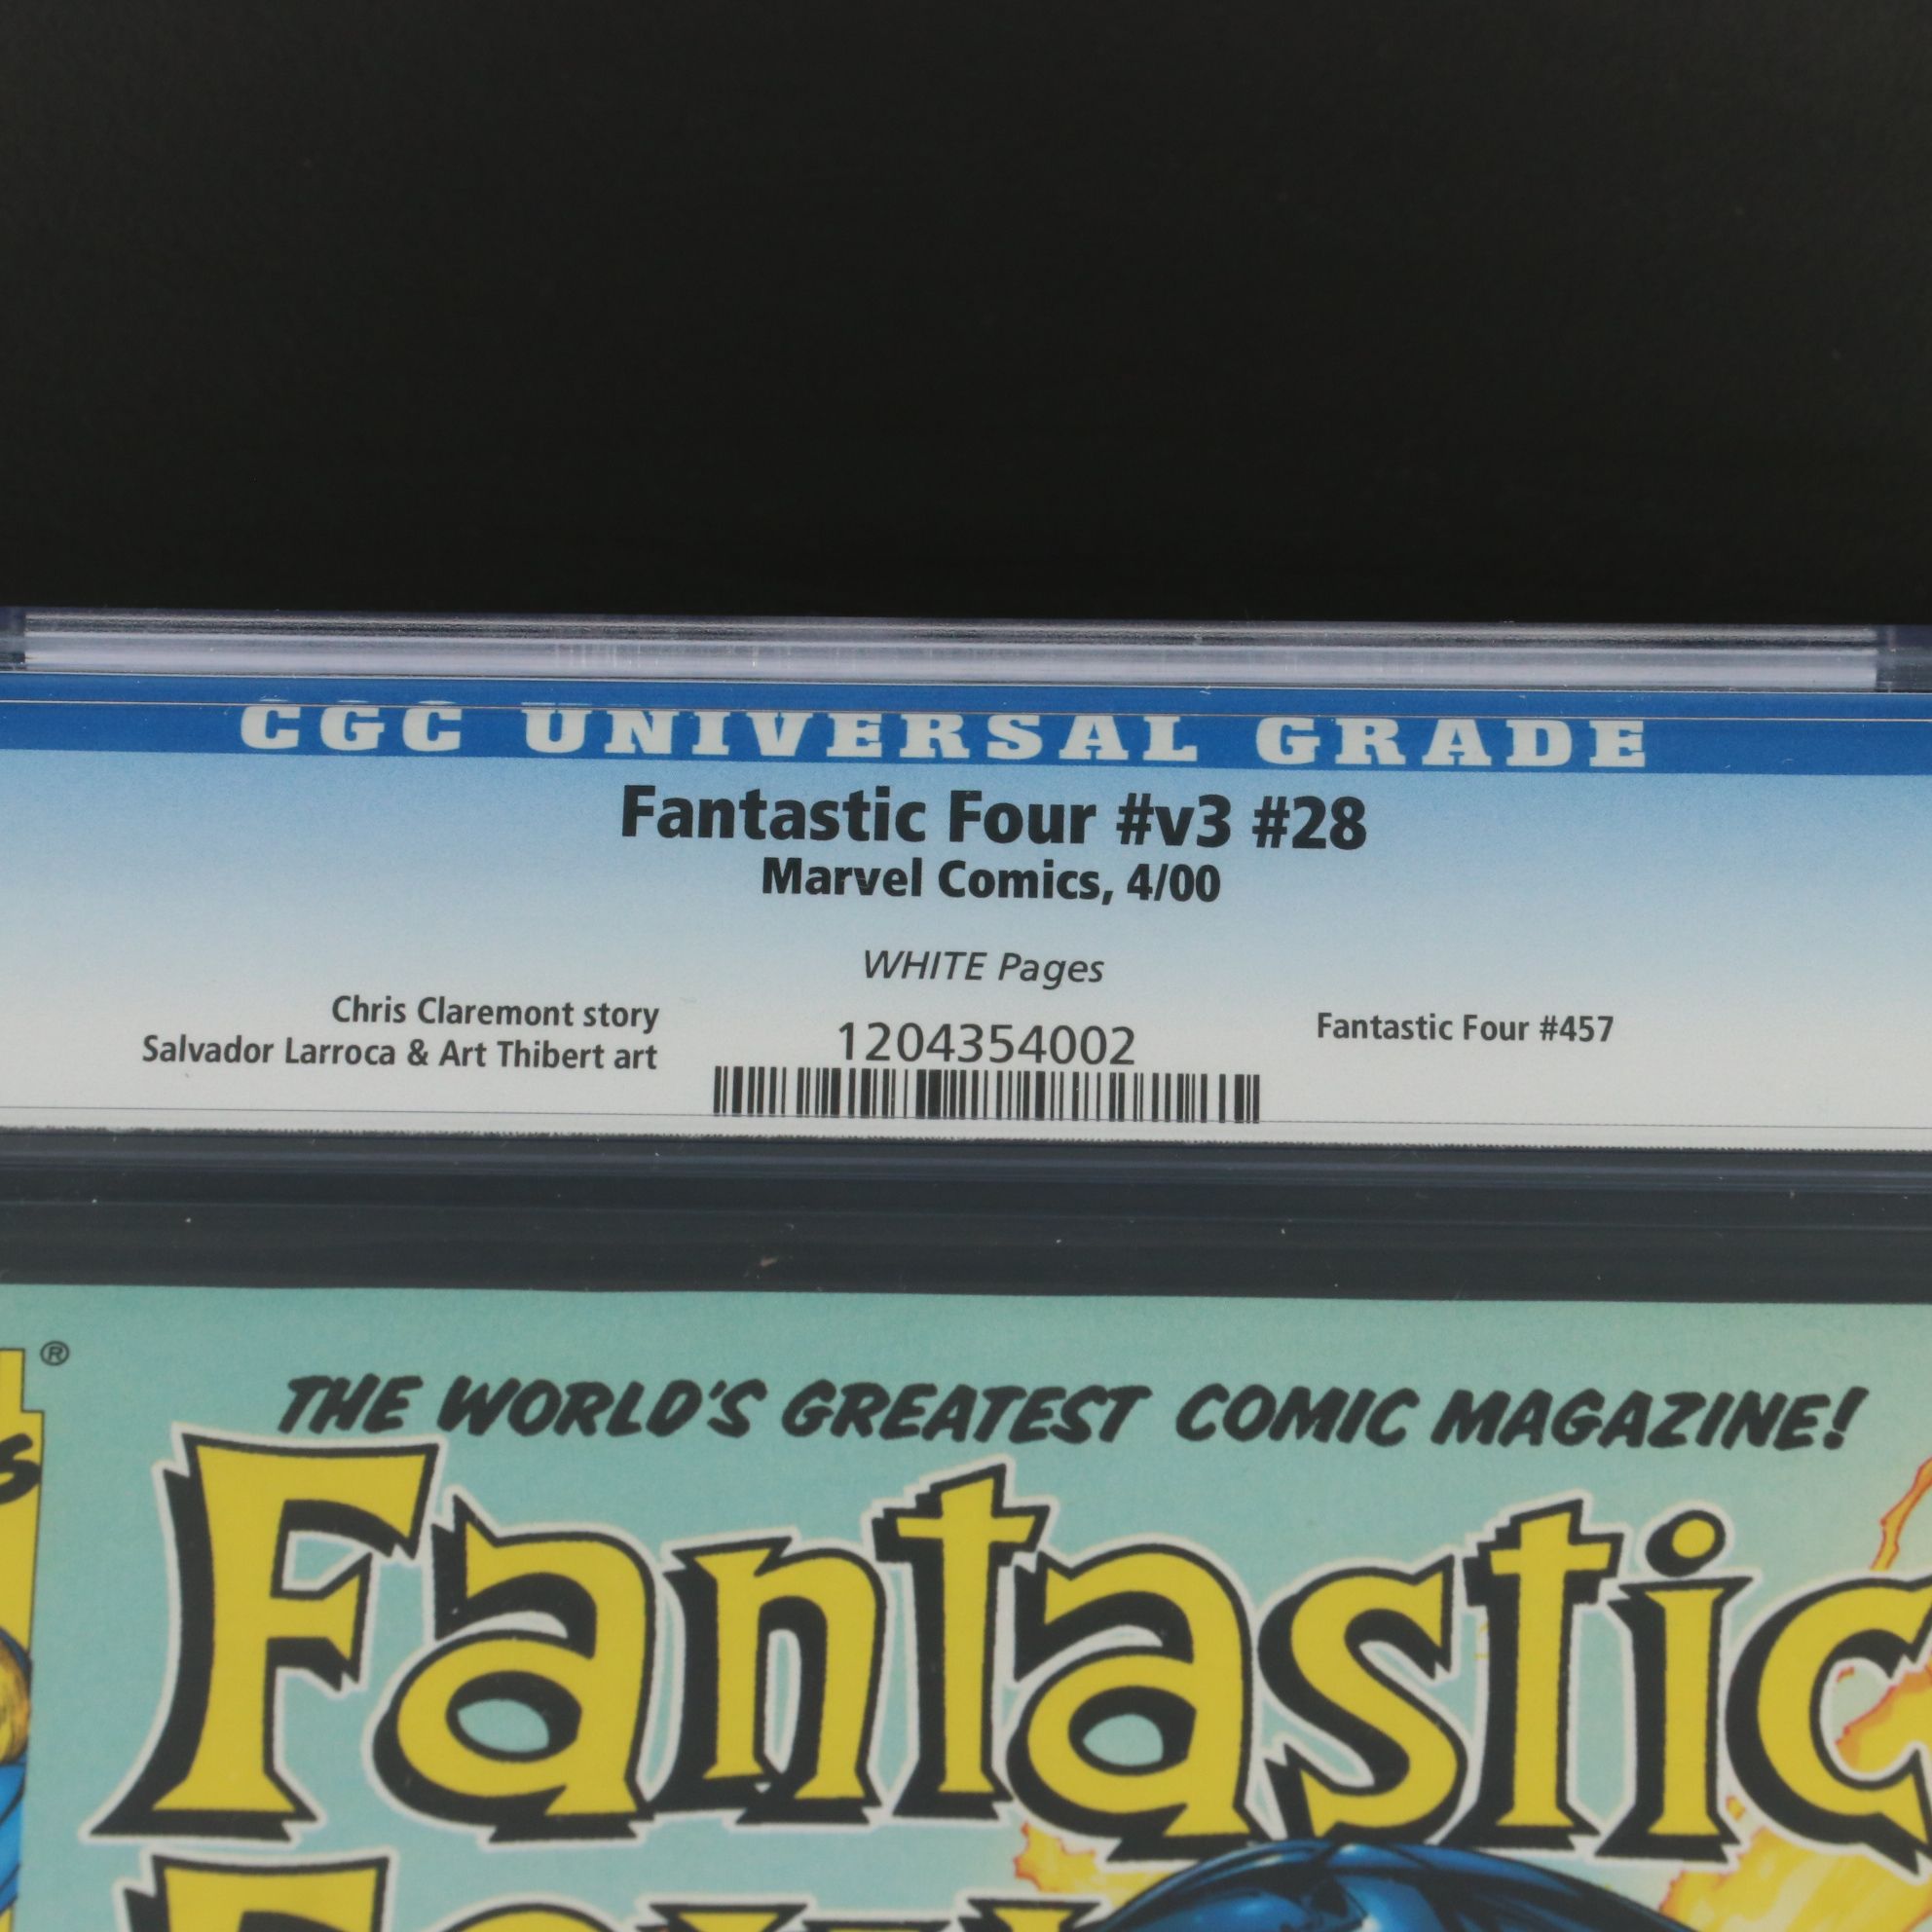 CGC UNIVERSAL GRADE
Fantastic Four #v3 #28
Marvel Comics, 4/00
WHITE Pages
Chris Claremont story
Salvador Larroca & Art Thibert art
1204354002
Fantastic Four #457
®
THE WORLD'S GREATEST COMIC MAGAZINE!
Fantastic